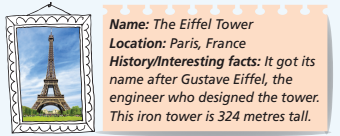 Name: The Eiffel Tower
Location: Paris, France
History/Interesting facts: It got its
name after Gustave Eiffel, the
engineer who designed the tower.
This iron tower is 324 metres tall.